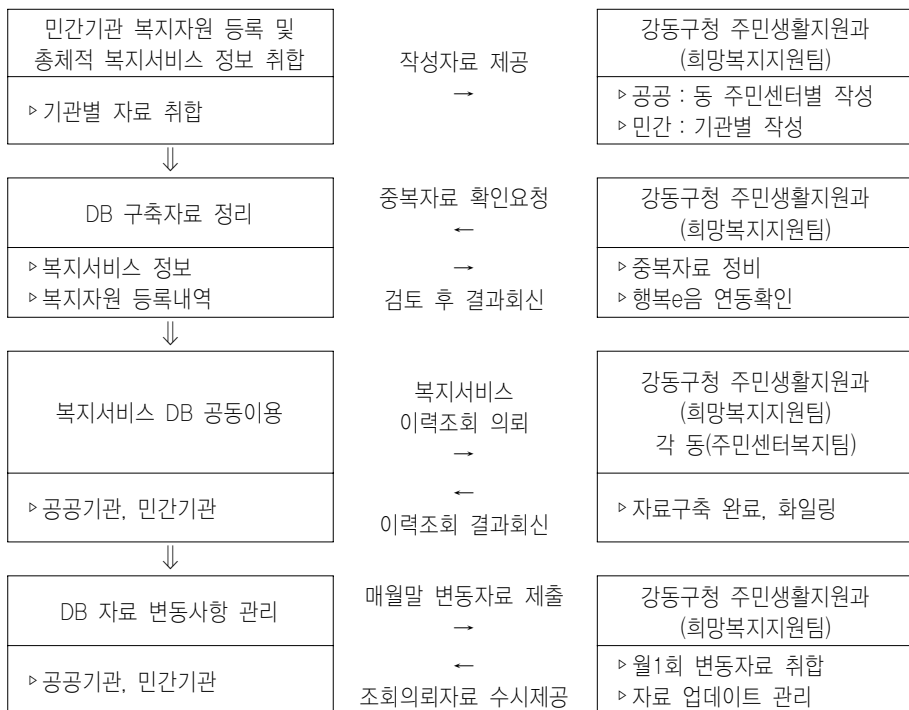 민간기관 복지자원 등록 및
총체적 복지서비스 정보 취합
▹기관별 자료 취합
작성자료 제공
→
강동구청 주민생활지원과
(희망복지지원팀)
▹공공 : 동 주민센터별 작성
▹민간 : 기관별 작성
⇓
DB 구축자료 정리
▹복지서비스 정보
▹복지자원 등록내역
중복자료 확인요청
←
→
검토 후 결과회신
강동구청 주민생활지원과
(희망복지지원팀)
▹중복자료 정비
▹행복e음 연동확인
⇓
복지서비스 DB 공동이용
▹공공기관, 민간기관
복지서비스
이력조회 의뢰
→
←
이력조회 결과회신
강동구청 주민생활지원과
(희망복지지원팀)
각 동(주민센터복지팀)
▹자료구축 완료, 화일링
⇓
DB 자료 변동사항 관리
▹공공기관, 민간기관
매월말 변동자료 제출
→
←
조회의뢰자료 수시제공
강동구청 주민생활지원과
(희망복지지원팀)
▹월1회 변동자료 취합
▹자료 업데이트 관리